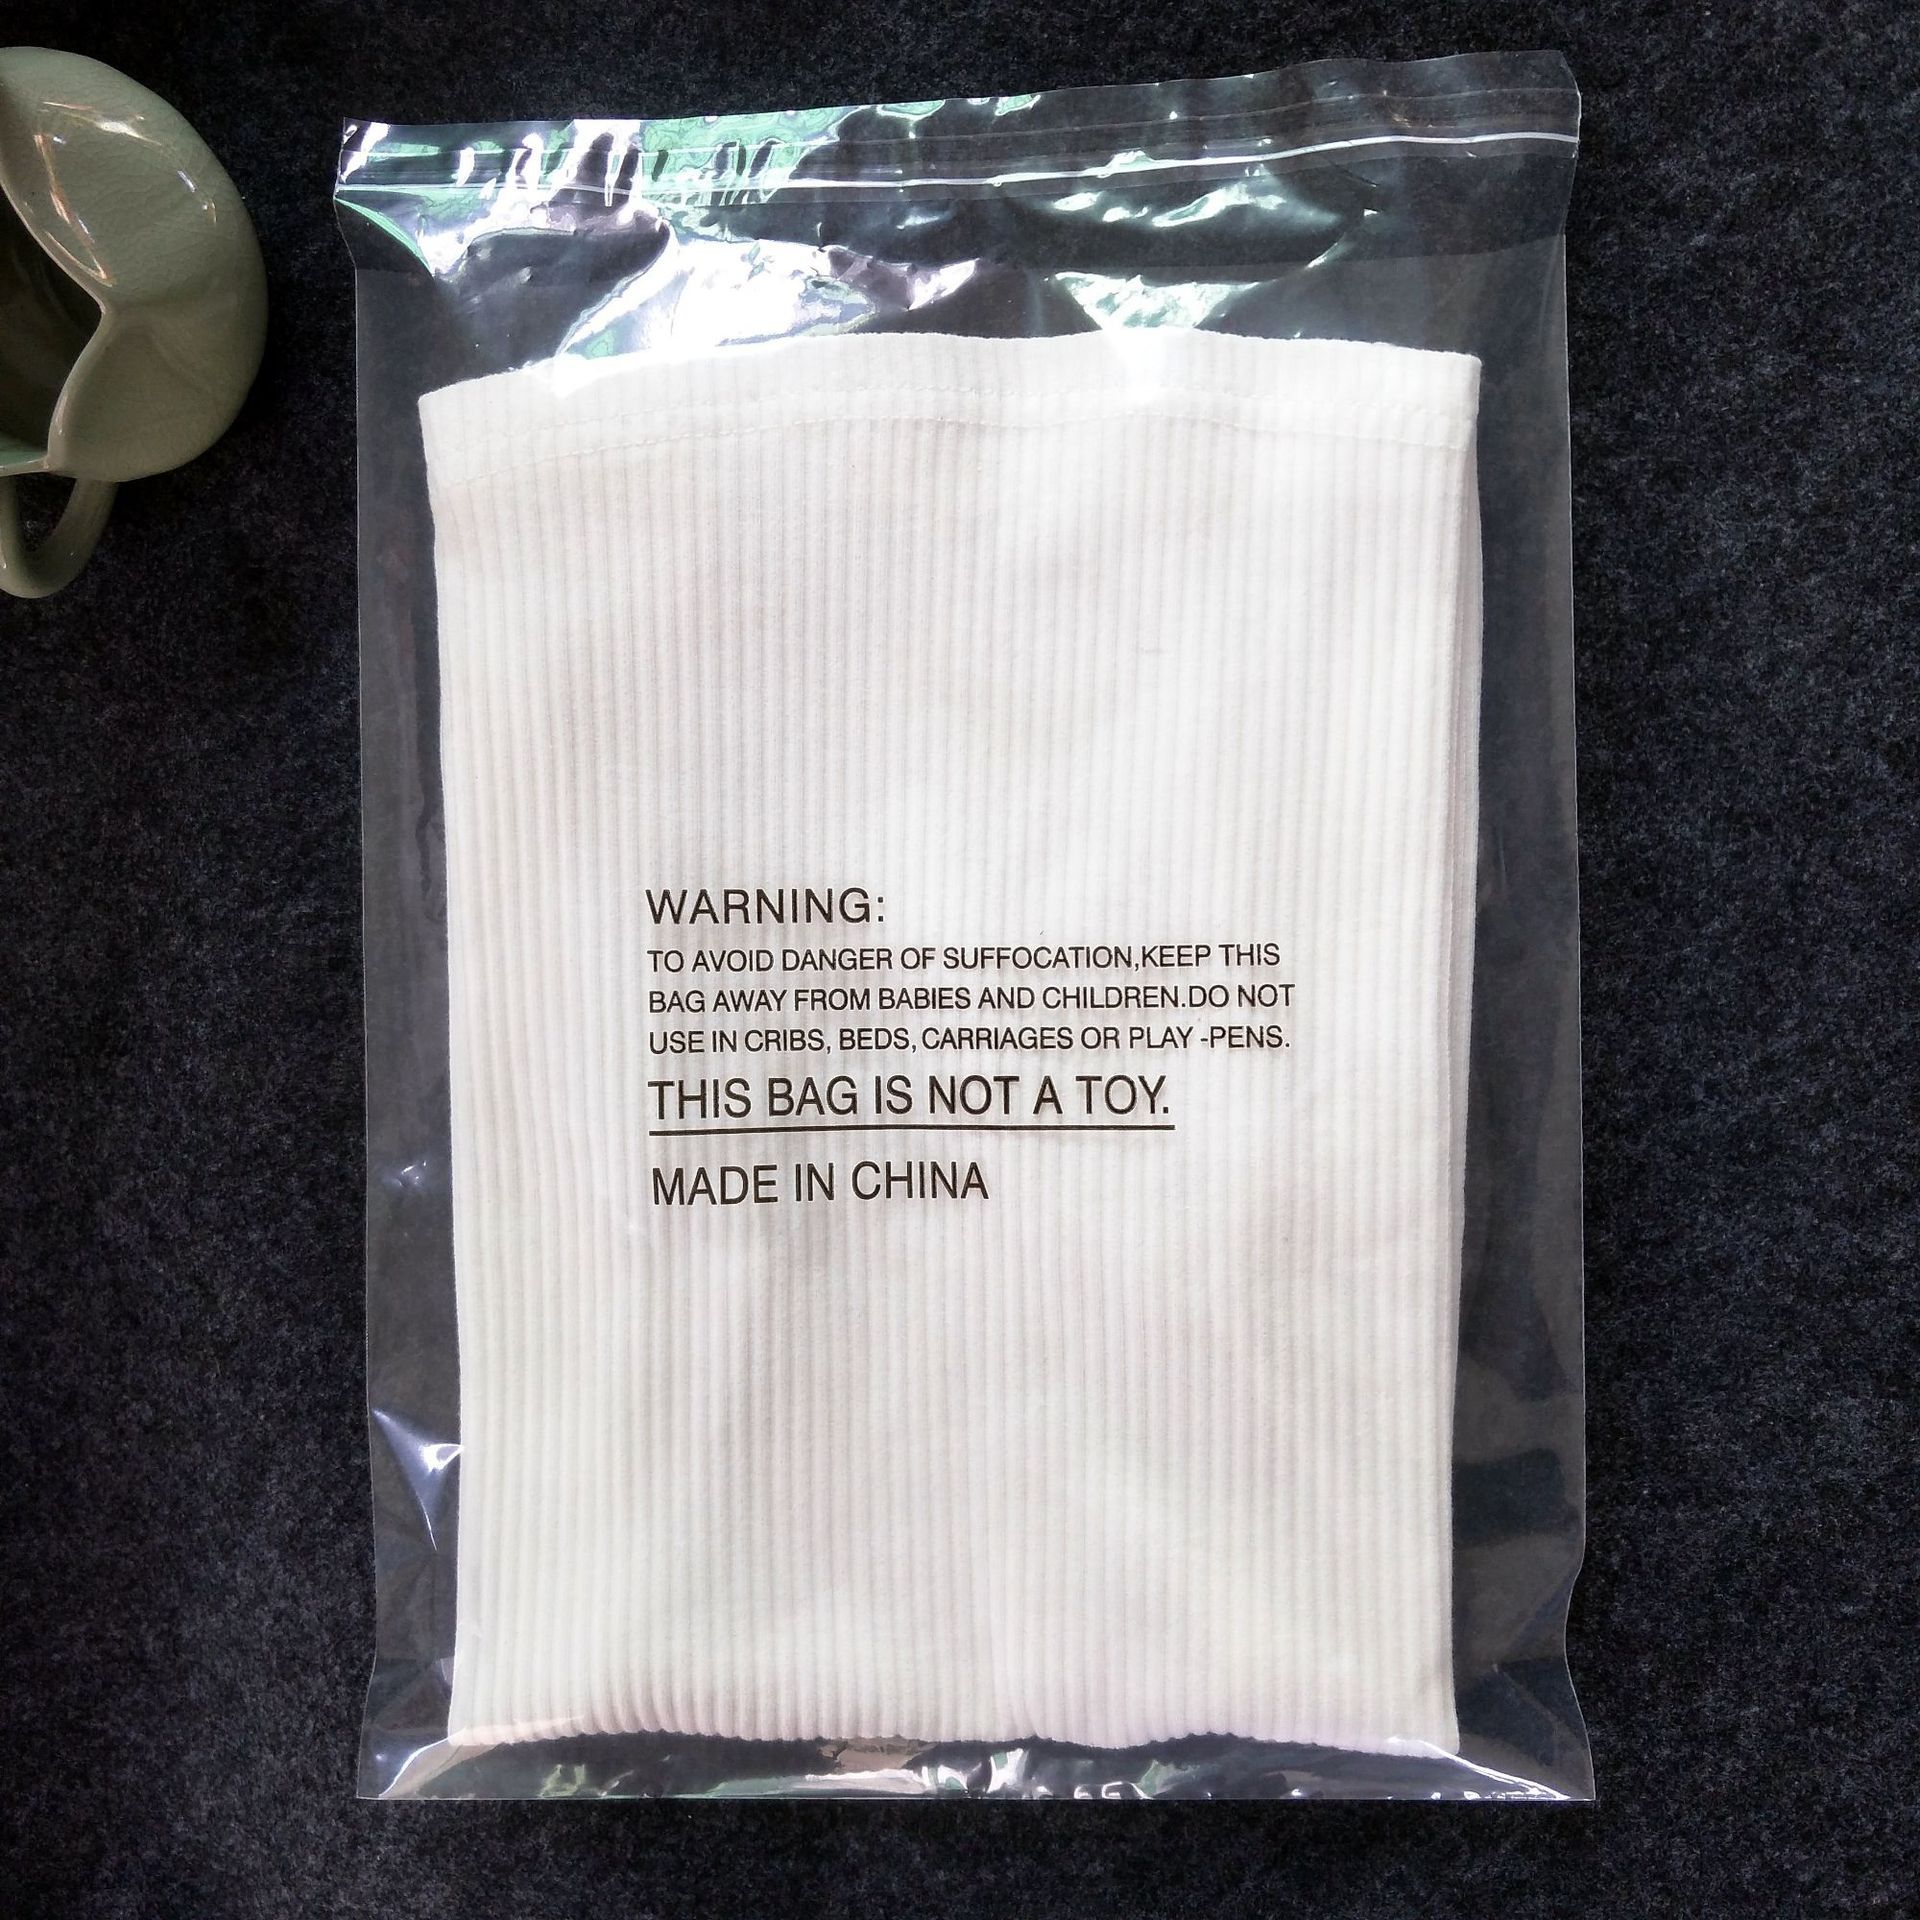 WARNING:
TO AVOID DANGER OF SUFFOCATION,KEEP THIS
BAG AWAY FROM BABIES AND CHILDREN.DO NOT
USE IN CRIBS, BEDS, CARRIAGES OR PLAY -PENS.
THIS BAG IS NOT A TOY.
MADE IN CHINA